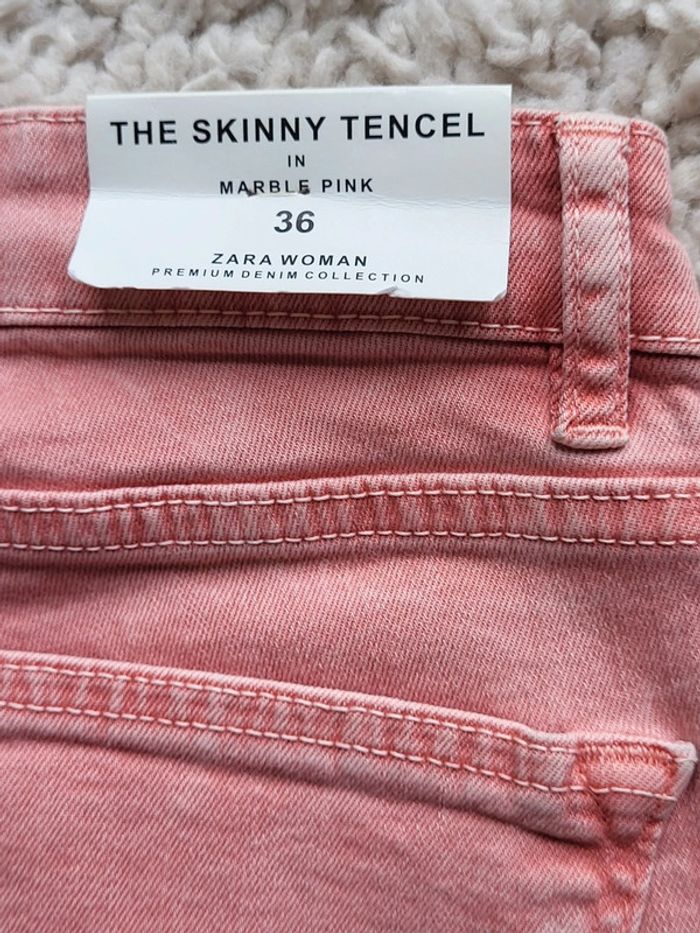 THE SKINNY TENCEL
IN
MARBLE PINK
36
ZARA WOMAN
PREMIUM DENIM COLLECTION